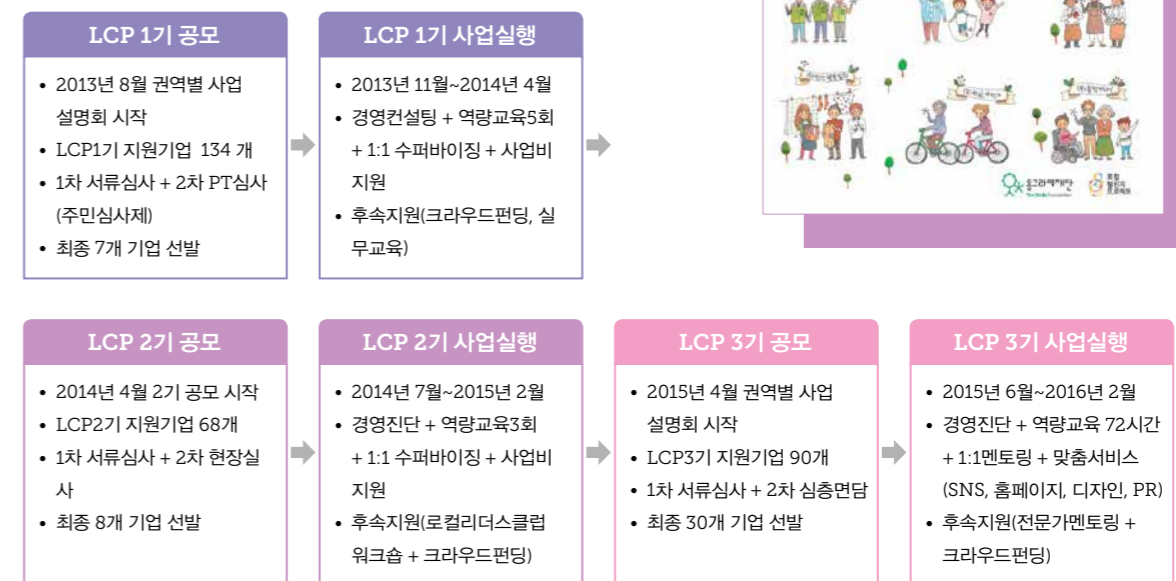 LCP 1기 공모
• 2013년 8월 권역별 사업
설명회 시작
• LCP1기 지원기업 134 개
• 1차 서류심사 + 2차 PT심사
(주민심사제)
• 최종 7개 기업 선발
LCP 1기 사업실행
• 2013년 11월~2014년 4월
• 경영컨설팅 + 역량교육5회
+ 1:1 수퍼바이징 + 사업비
지원
• 후속지원(크라우드펀딩, 실
무교육)
동그라미재단
The Circle Foundation
로컬
챌린지
프로젝트
LCP 2기 공모
• 2014년 4월 2기 공모 시작
• LCP2기 지원기업 68개
• 1차 서류심사 + 2차 현장실
사
• 최종 8개 기업 선발
LCP 2기 사업실행
• 2014년 7월~2015년 2월
• 경영진단 + 역량교육3회
+ 1:1 수퍼바이징 + 사업비
지원
• 후속지원(로컬리더스클럽
워크숍 + 크라우드펀딩)
LCP 3기 공모
• 2015년 4월 권역별 사업
설명회 시작
• LCP3기 지원기업 90개
• 1차 서류심사 + 2차 심층면담
• 최종 30개 기업 선발
LCP 3기 사업실행
• 2015년 6월~2016년 2월
• 경영진단 + 역량교육 72시간
+ 1:1멘토링 + 맞춤서비스
(SNS, 홈페이지, 디자인, PR)
• 후속지원(전문가멘토링 +
크라우드펀딩)